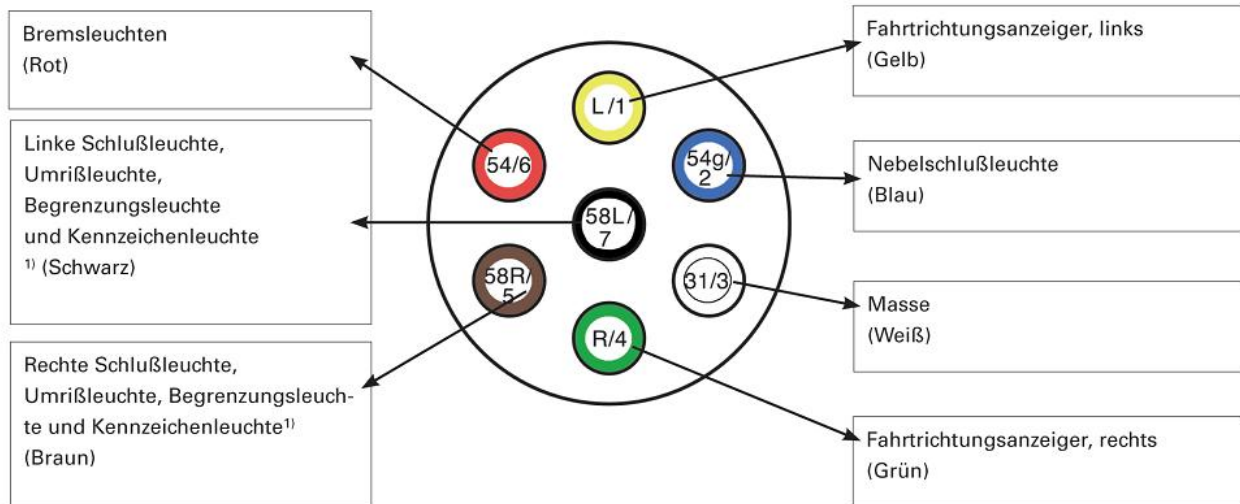 Bremsleuchten
(Rot)
Linke Schlußleuchte,
Umrißleuchte,
Begrenzungsleuchte
und Kennzeichenleuchte
1) (Schwarz)
Rechte Schlußleuchte,
Umrißleuchte, Begrenzungsleuch-
te und Kennzeichenleuchte1)
(Braun)
L/1
54/6
54g/
2
58L/
7
58R/
5
31/3
R/4
Fahrtrichtungsanzeiger, links
(Gelb)
Nebelschlußleuchte
(Blau)
Masse
(Weiß)
Fahrtrichtungsanzeiger, rechts
(Grün)